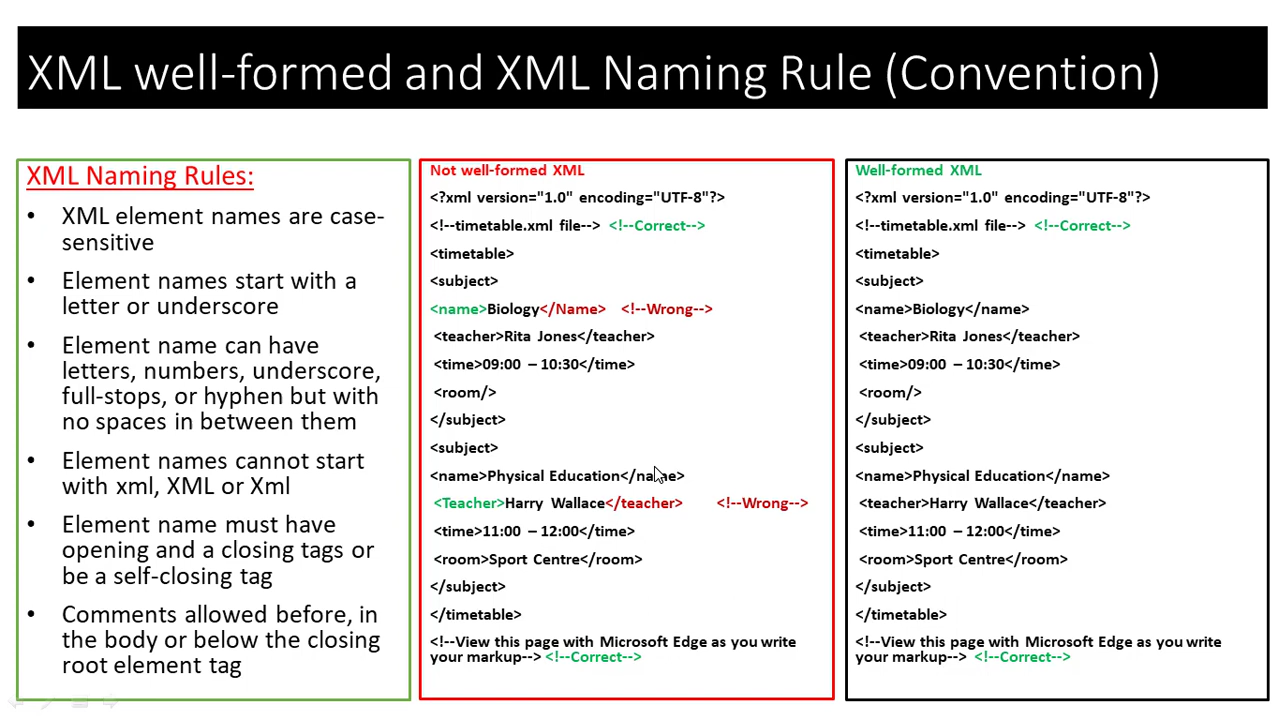 XML well-formed and XML Naming Rule (Convention)
XML Naming Rules:
• XML element names are case-
sensitive
• Element names start with a
letter or underscore
• Element name can have
letters, numbers, underscore,
full-stops, or hyphen but with
no spaces in between them
• Element names cannot start
with xml, XML or Xml
• Element name must have
opening and a closing tags or
be a self-closing tag
• Comments allowed before, in
the body or below the closing
root element tag
Not well-formed XML
<?xml version="1.0" encoding="UTF-8"?>
<!--timetable.xml file--> <!--Correct-->
<timetable>
<subject>
<name>Biology</Name> <!--Wrong-->
<teacher>Rita Jones</teacher>
<time>09:00 – 10:30</time>
<room/>
</subject>
<subject>
<name>Physical Education</name>
<Teacher>Harry Wallace</teacher> <!--Wrong-->
<time>11:00 – 12:00</time>
<room>Sport Centre</room>
</subject>
</timetable>
<!--View this page with Microsoft Edge as you write
your markup--> <!--Correct-->
Well-formed XML
<?xml version="1.0" encoding="UTF-8"?>
<!--timetable.xml file--> <!--Correct-->
<timetable>
<subject>
<name>Biology</name>
<teacher>Rita Jones</teacher>
<time>09:00 – 10:30</time>
<room/>
</subject>
<subject>
<name>Physical Education</name>
<teacher>Harry Wallace</teacher>
<time>11:00 – 12:00</time>
<room>Sport Centre</room>
</subject>
</timetable>
<!--View this page with Microsoft Edge as you write
your markup--> <!--Correct-->